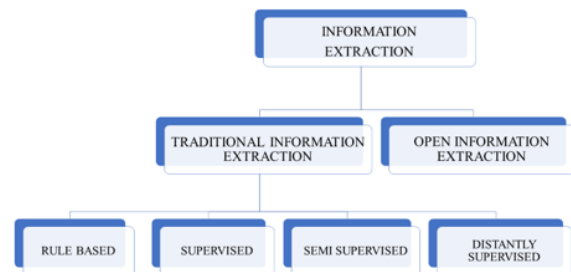 INFORMATION
EXTRACTION
TRADITIONAL INFORMATION
EXTRACTION
OPEN INFORMATION
EXTRACTION
RULE BASED
SUPERVISED
SEMI SUPERVISED
DISTANTLY
SUPERVISED